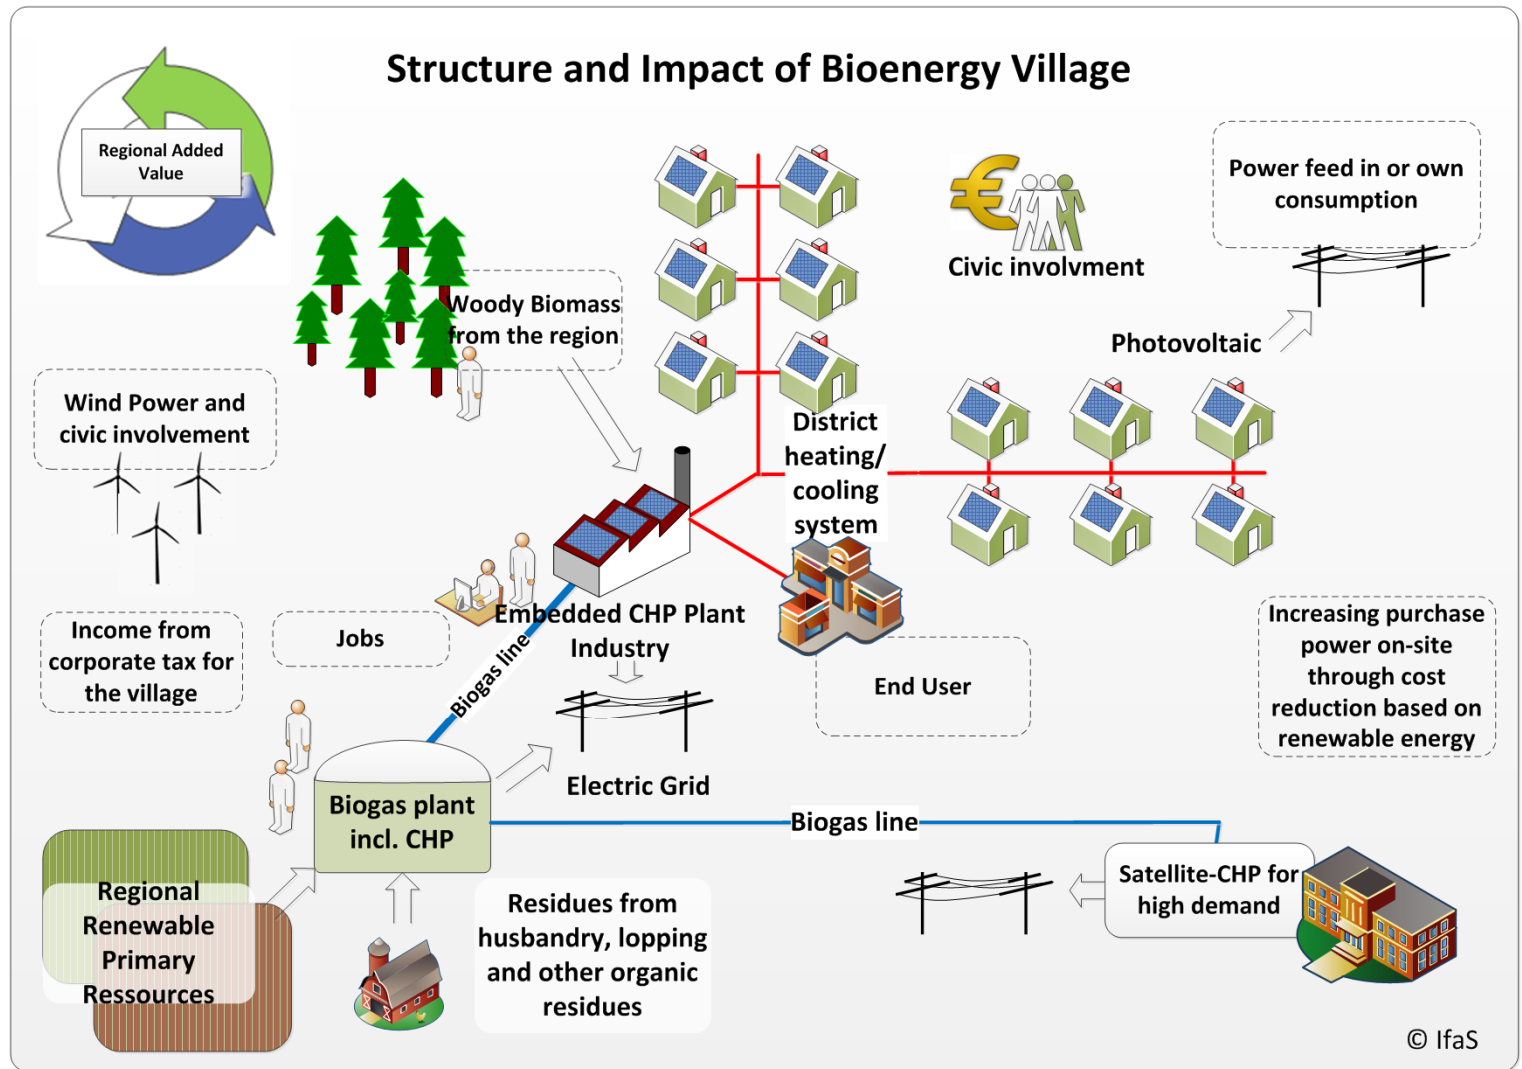 Structure and Impact of Bioenergy Village
Regional Added
Value
Power feed in or own
consumption
Civic involvment
Woody Biomass
from the region
Photovoltaic
Wind Power and
civic involvement
District
heating/
cooling
system
Embedded CHP Plant
Industry
Income from
corporate tax for
the village
Jobs
Biogas line
End User
Increasing purchase
power on-site
through cost
reduction based on
renewable energy
Electric Grid
Biogas plant
incl. CHP
Biogas line
Satellite-CHP for
high demand
Regional
Renewable
Primary
Ressources
Residues from
husbandry, lopping
and other organic
residues
© IfaS